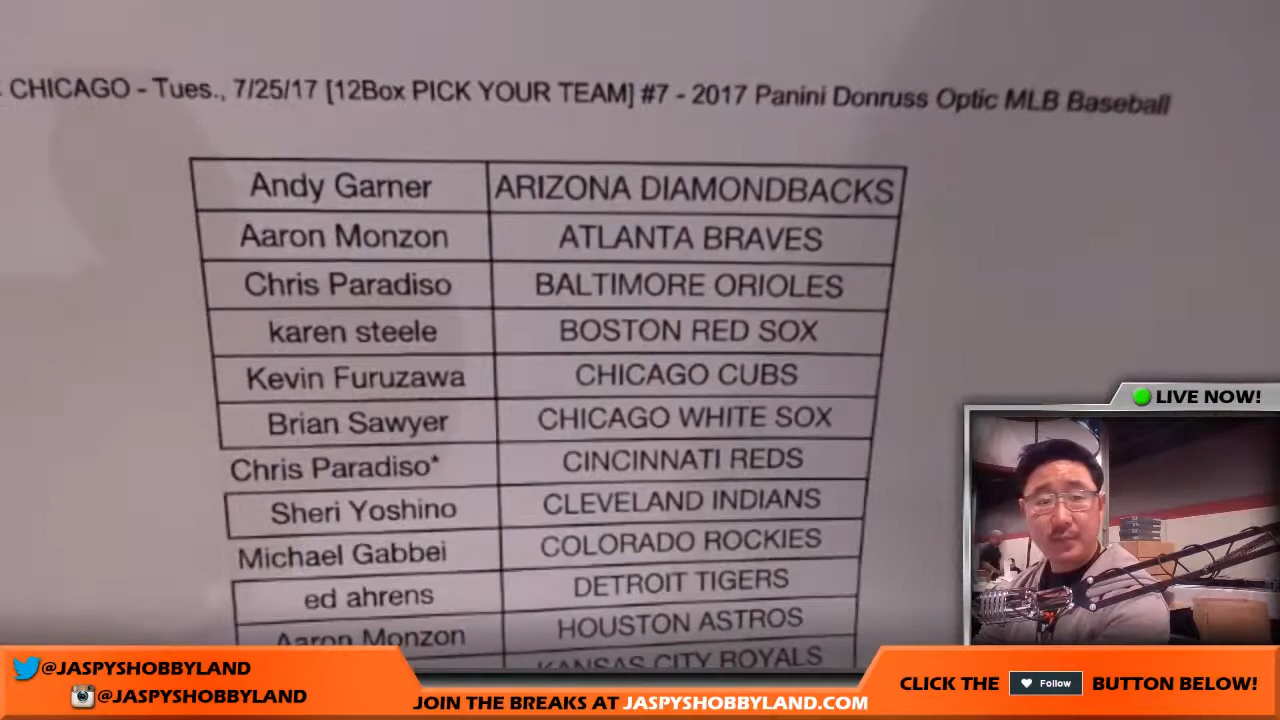 CHICAGO - Tues., 7/25/17 [12Box PICK YOUR TEAM] #7 - 2017 Panini Donruss Optic MLB Baseball
Andy Garner ARIZONA DIAMONDBACKS
Aaron Monzon ATLANTA BRAVES
Chris Paradiso BALTIMORE ORIOLES
karen steele BOSTON RED SOX
Kevin Furuzawa CHICAGO CUBS
Brian Sawyer CHICAGO WHITE SOX
Chris Paradiso* CINCINNATI REDS
Sheri Yoshino CLEVELAND INDIANS
Michael Gabbei COLORADO ROCKIES
ed ahrens DETROIT TIGERS
Aaron Monzon HOUSTON ASTROS
KANSAS CITY ROYALS
LIVE NOW!
@JASPYSHOBBYLAND
@JASPYSHOBBYLAND
JOIN THE BREAKS AT JASPYSHOBBYLAND.COM
CLICK THE Follow BUTTON BELOW!